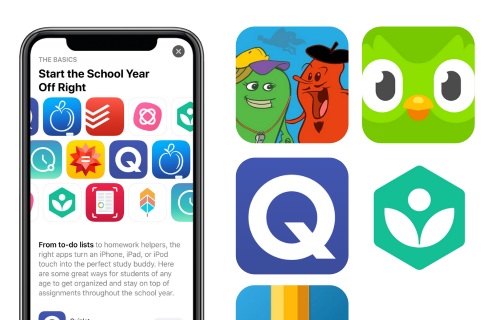 THE BASICS
Start the School Year
Off Right
From to-do lists to homework helpers, the
right apps turn an iPhone, iPad, or iPod
touch into the perfect study buddy. Here
are some great ways for students of any
age to get organized and stay on top of
assignments throughout the school year.